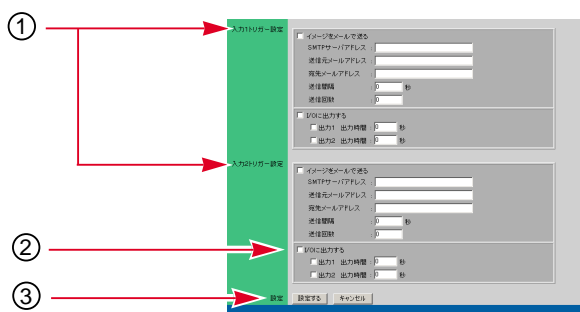 ① 入力1トリガー設定
イメージをメールで送る
SMTPサーバアドレス :
送信元メールアドレス :
宛先メールアドレス :
送信間隔 : 0 秒
送信回数 : 0
I/Oに出力する
出力1 出力時間 : 0 秒
出力2 出力時間 : 0 秒
入力2トリガー設定
イメージをメールで送る
SMTPサーバアドレス :
送信元メールアドレス :
宛先メールアドレス :
送信間隔 : 0 秒
送信回数 : 0
② I/Oに出力する
出力1 出力時間 : 0 秒
出力2 出力時間 : 0 秒
③ 設定 設定する キャンセル